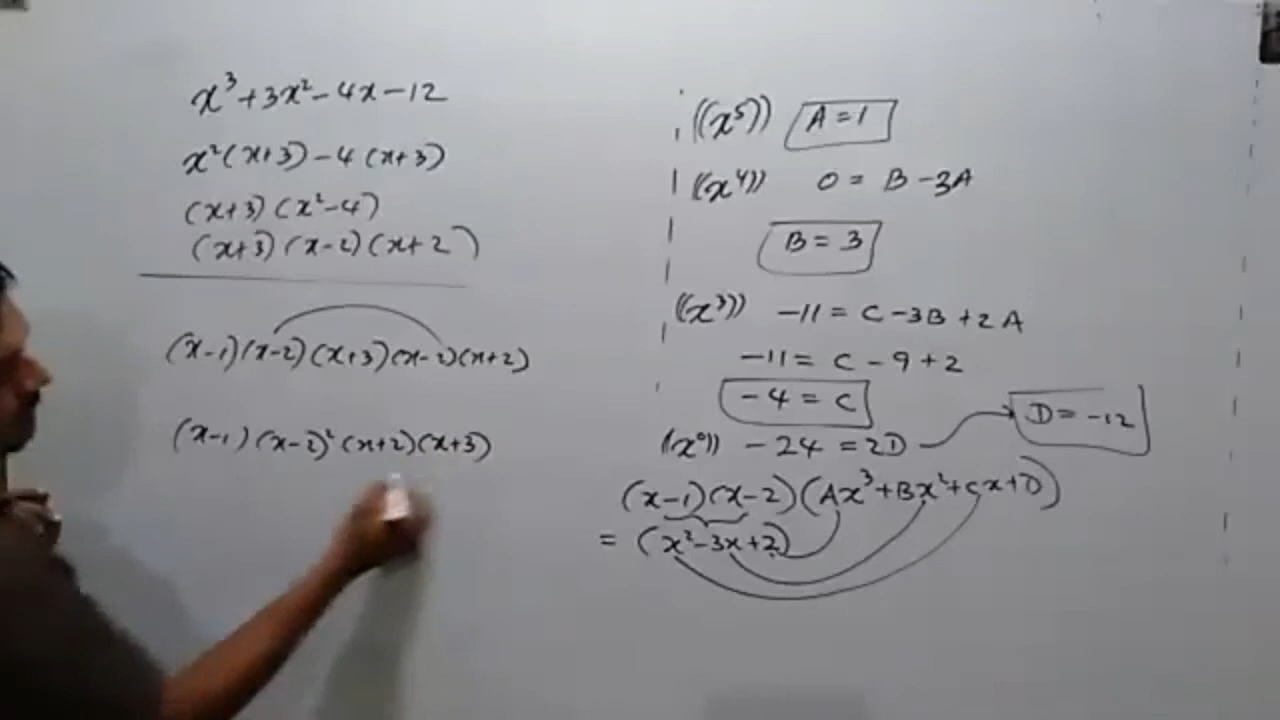 x³+3x²-4x-12
x²(x+3)-4(x+3)
(x+3)(x²-4)
(x+3)(x-2)(x+2)
(x-1)(x-2)(x+3)(x-2)(x+2)
(x-1)(x-2)²(x+2)(x+3)
((x⁵)) A=1
((x⁴)) 0 = B-3A
B = 3
((x³)) -11 = C-3B+2A
-11 = C-9+2
-4 = C
((x⁰)) -24 = 2D
D = -12
(x-1)(x-2)(Ax³+Bx²+Cx+D)
= (x²-3x+2)